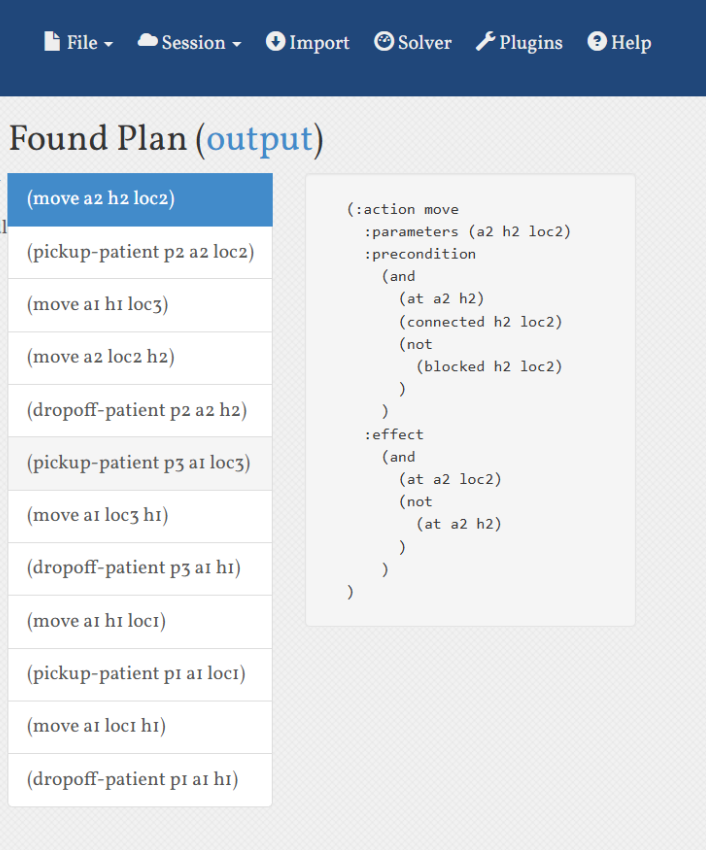 File Session Import Solver Plugins Help
Found Plan (output)
(move a2 h2 loc2)
(pickup-patient p2 a2 loc2)
(move a1 h1 loc3)
(move a2 loc2 h2)
(dropoff-patient p2 a2 h2)
(pickup-patient p3 a1 loc3)
(move a1 loc3 h1)
(dropoff-patient p3 a1 h1)
(move a1 h1 loc1)
(pickup-patient p1 a1 loc1)
(move a1 loc1 h1)
(dropoff-patient p1 a1 h1)
(:action move
:parameters (a2 h2 loc2)
:precondition
(and
(at a2 h2)
(connected h2 loc2)
(not
(blocked h2 loc2)
)
)
:effect
(and
(at a2 loc2)
(not
(at a2 h2)
)
)
)